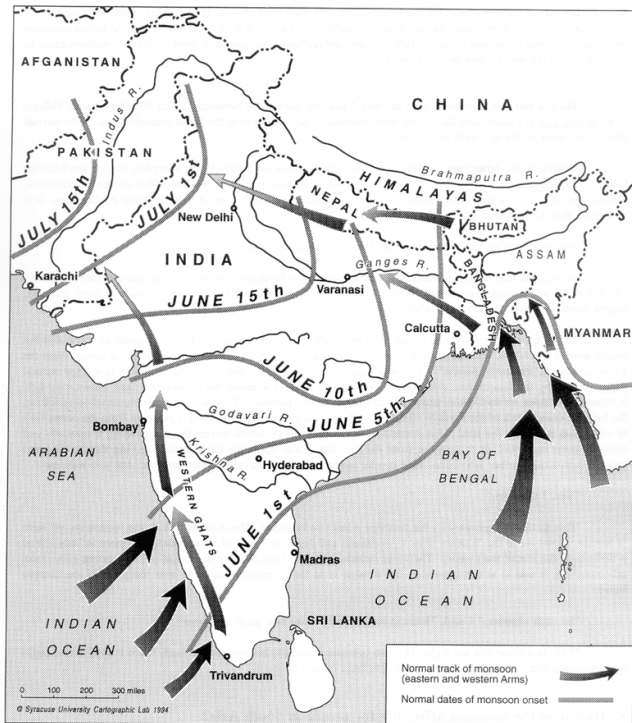 AFGANISTAN
CHINA
Indus R.
PAKISTAN
Brahmaputra R.
HIMALAYAS
NEPAL
JULY 15th
JULY 1st
New Delhi
BHUTAN
ASSAM
INDIA
Ganges R.
BANGLADESH
Karachi
Varanasi
JUNE 15th
Calcutta
MYANMAR
JUNE 10th
Godavari R.
JUNE 5th
Bombay
Krishna R.
ARABIAN
SEA
WESTERN GHATS
Hyderabad
BAY OF
BENGAL
JUNE 1st
Madras
INDIAN
OCEAN
SRI LANKA
INDIAN
OCEAN
Trivandrum
Normal track of monsoon
(eastern and western Arms)
Normal dates of monsoon onset
0 100 200 300 miles
© Syracuse University Cartographic Lab 1994